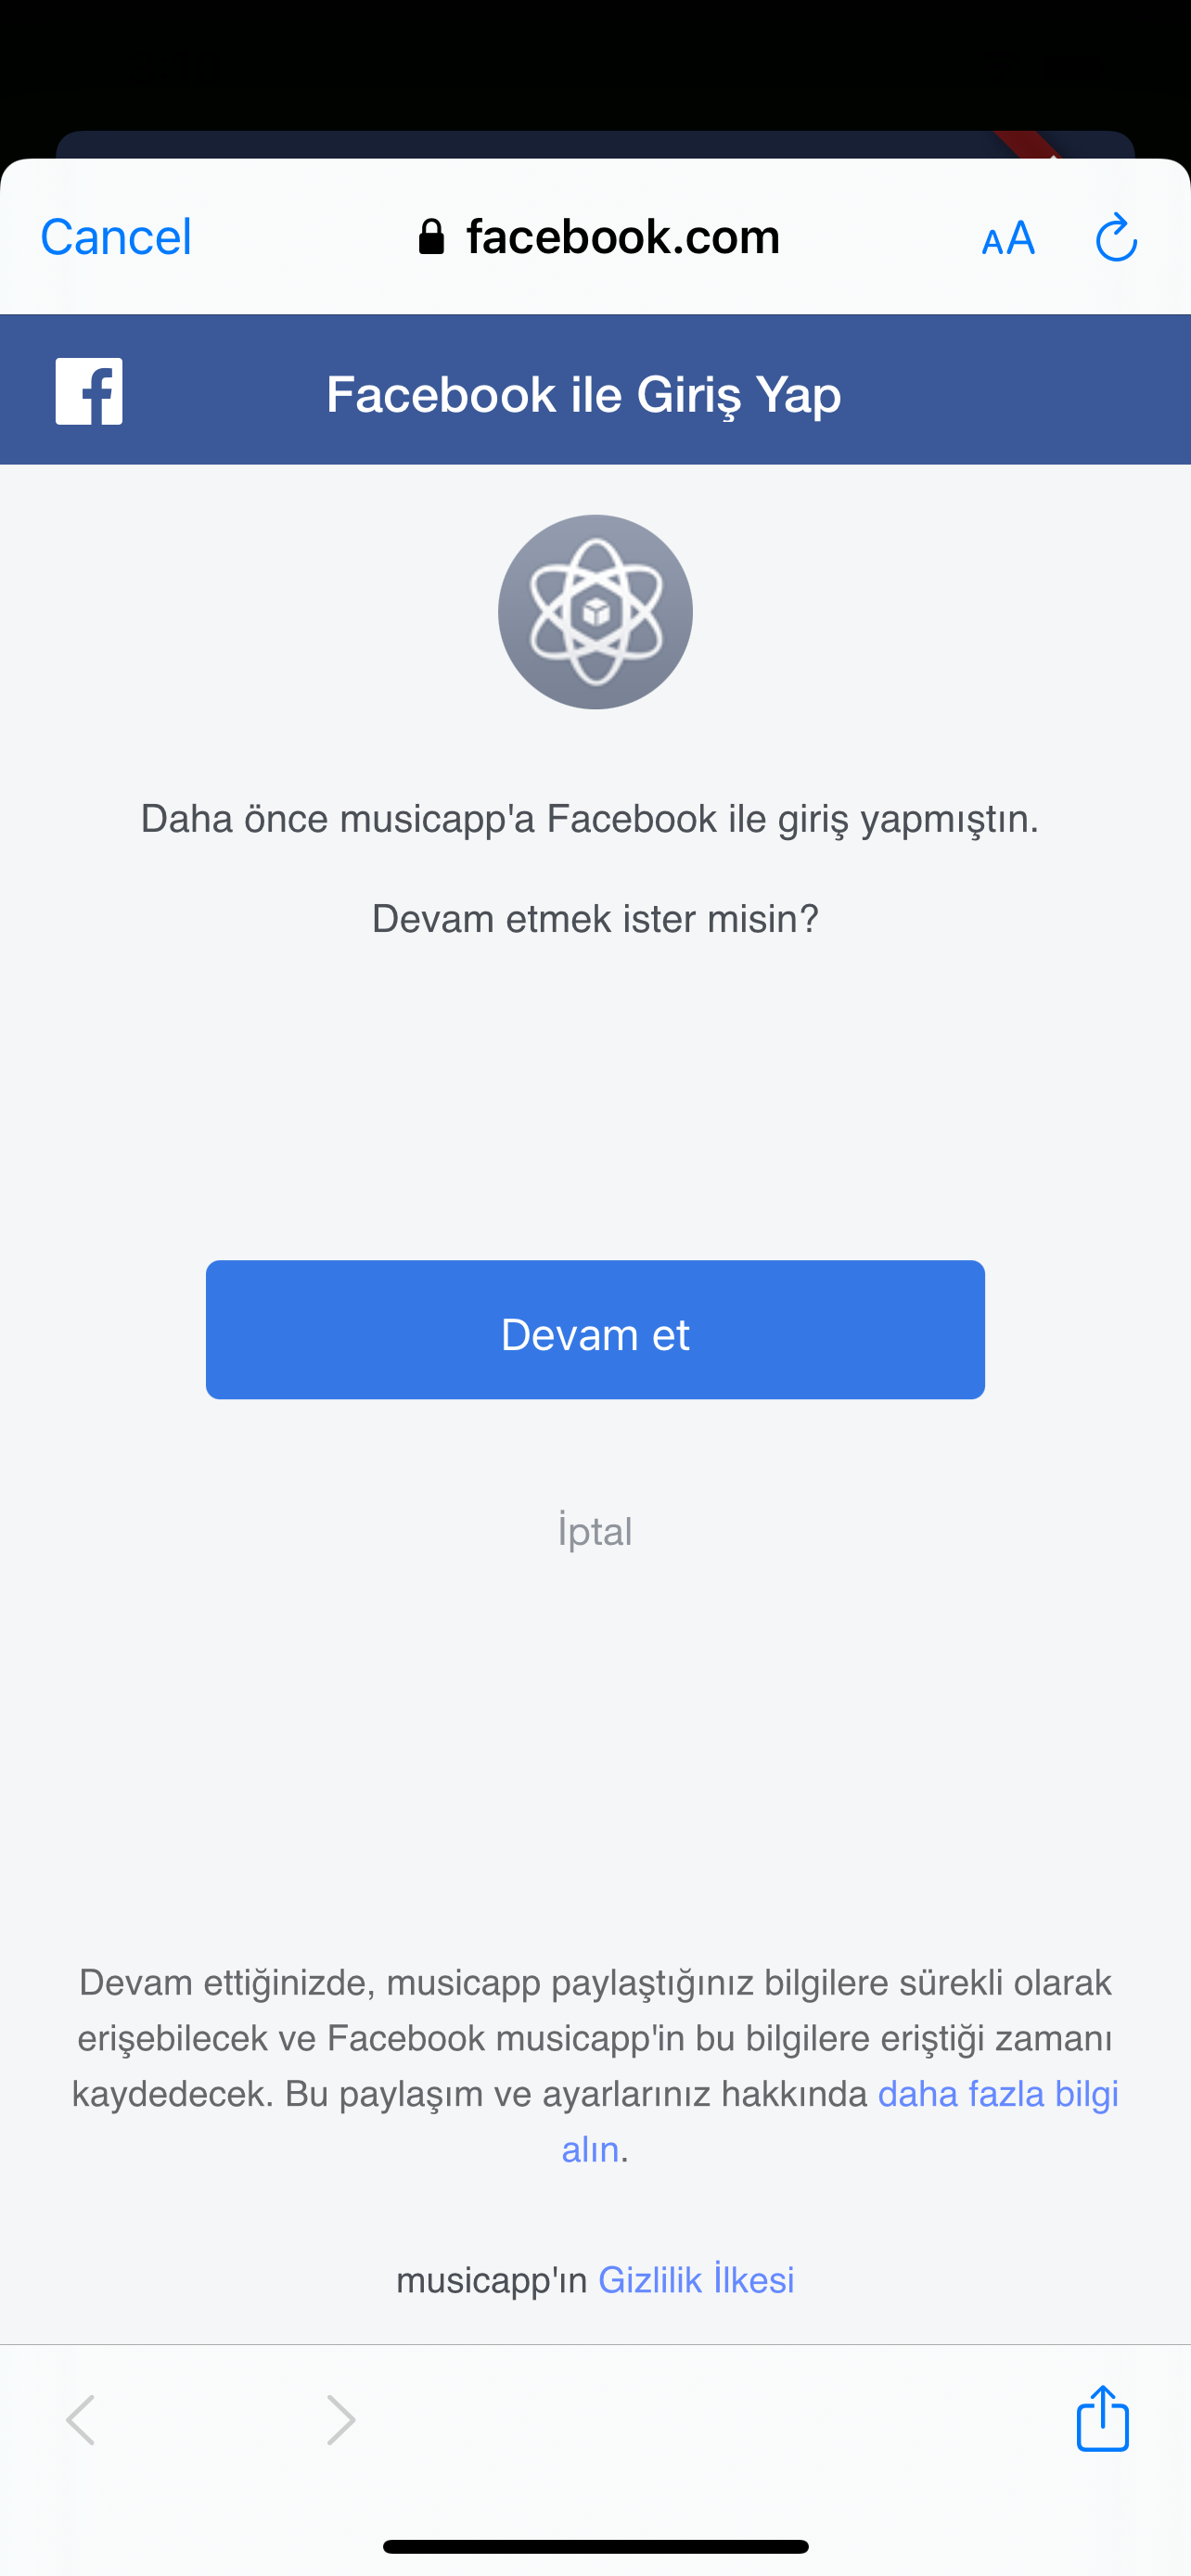 Cancel
facebook.com
AA
Facebook ile Giriş Yap
Daha önce musicapp'a Facebook ile giriş yapmıştın.
Devam etmek ister misin?
Devam et
İptal
Devam ettiğinizde, musicapp paylaştığınız bilgilere sürekli olarak
erişebilecek ve Facebook musicapp'in bu bilgilere eriştiği zamanı
kaydedecek. Bu paylaşım ve ayarlarınız hakkında daha fazla bilgi
alın.
musicapp'ın Gizlilik İlkesi